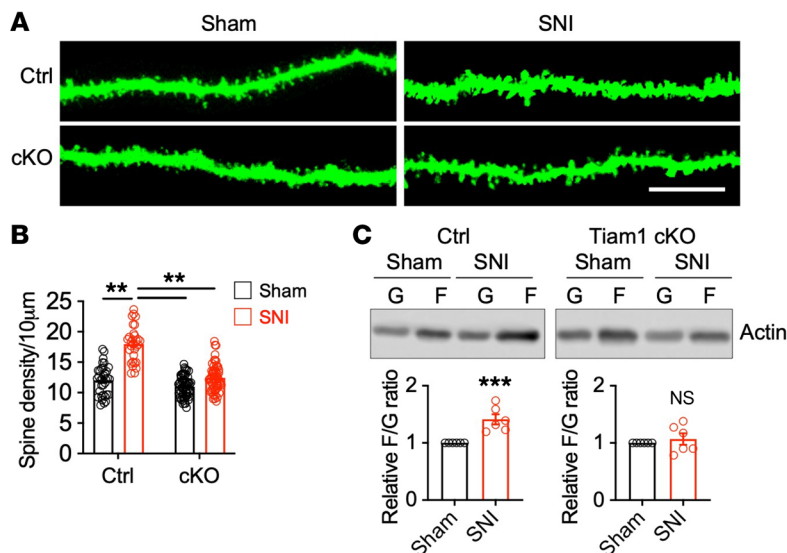 A
Sham SNI
Ctrl
cKO
B
Spine density/10µm
25
20
15
10
5
0
Ctrl cKO
** **
Sham
SNI
C
Ctrl Tiam1 cKO
Sham SNI Sham SNI
G F G F G F G F
Actin
Relative F/G ratio
2
1
0
***
Sham SNI
Relative F/G ratio
2
1
0
NS
Sham SNI